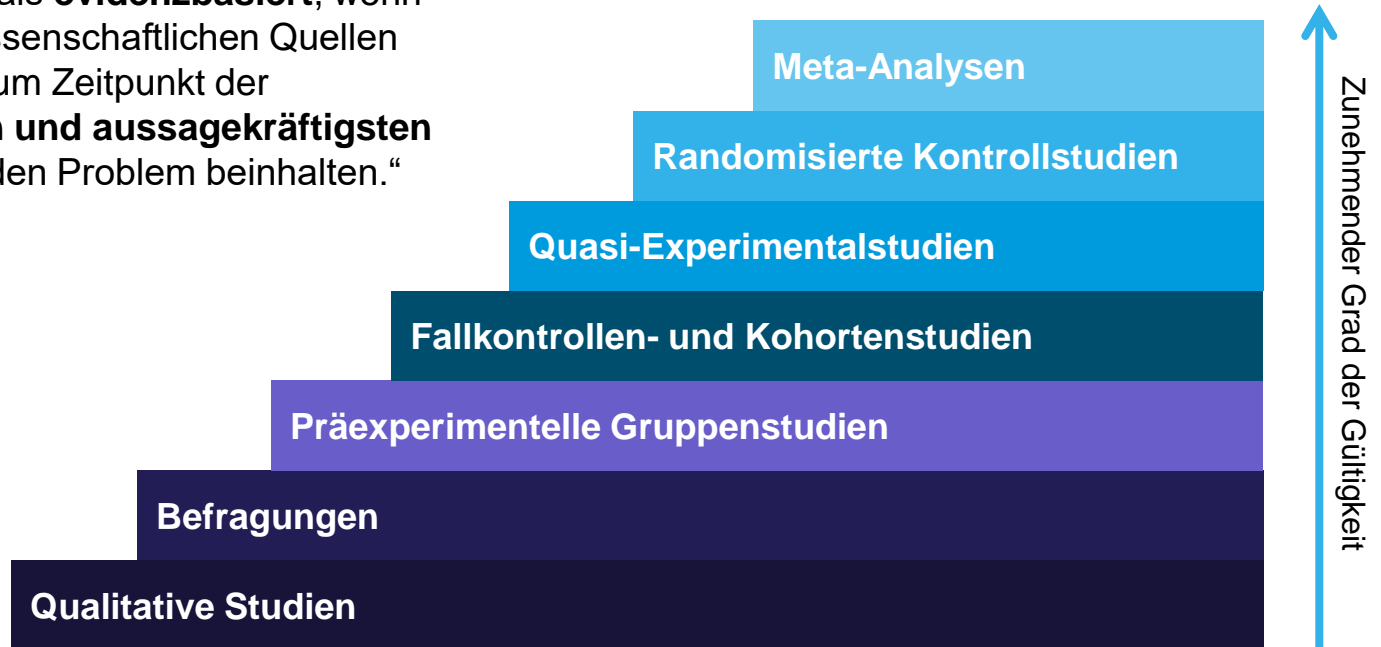 als evidenzbasiert, wenn
ssenschaftlichen Quellen
um Zeitpunkt der
und aussagekräftigsten
den Problem beinhalten.“
Meta-Analysen
Randomisierte Kontrollstudien
Quasi-Experimentalstudien
Fallkontrollen- und Kohortenstudien
Präexperimentelle Gruppenstudien
Befragungen
Qualitative Studien
Zunehmender Grad der Gültigkeit